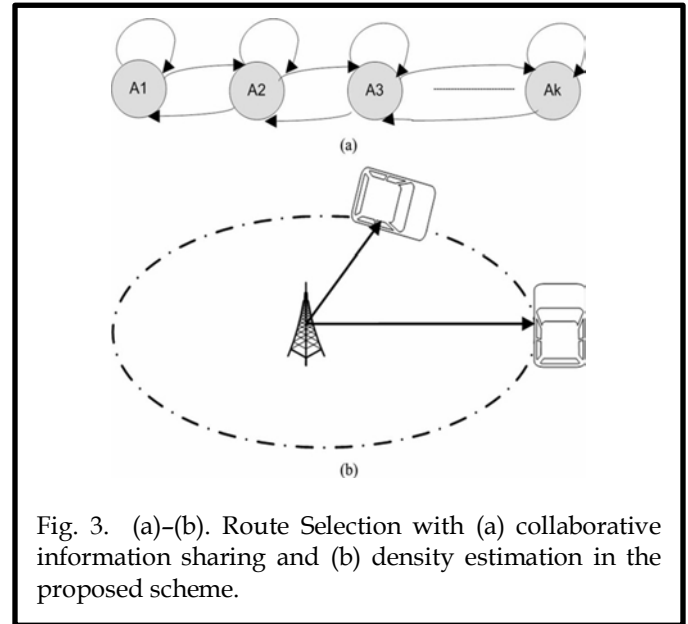 A1 A2 A3 Ak
(a)
(b)
Fig. 3. (a)–(b). Route Selection with (a) collaborative
information sharing and (b) density estimation in the
proposed scheme.